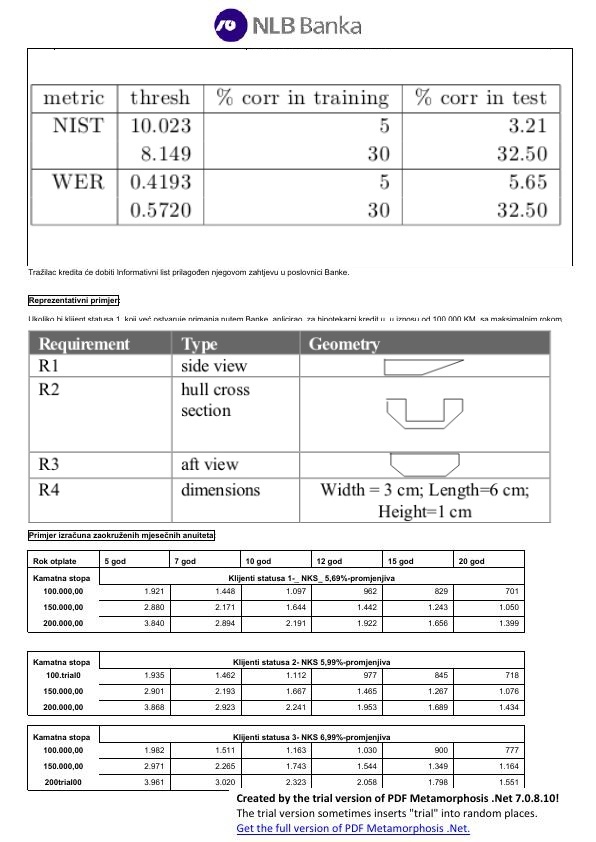 NLB Banka
metric thresh % corr in training % corr in test
NIST 10.023 5 3.21
8.149 30 32.50
WER 0.4193 5 5.65
0.5720 30 32.50
Tražilac kredita će dobiti Informativni list prilagođen njegovom zahtjevu u poslovnici Banke.
Reprezentativni primjer:
Ukoliko bi klijent statusa 1, koji već ostvaruje primanja putem Banke, aplicirao za hipotekarni kredit u u iznosu od 100.000 KM, sa maksimalnim rokom
Requirement Type Geometry
R1 side view
R2 hull cross
section
R3 aft view
R4 dimensions Width = 3 cm; Length=6 cm;
Height=1 cm
Primjer izračuna zaokruženih mjesečnih anuiteta:
Rok otplate 5 god 7 god 10 god 12 god 15 god 20 god
Kamatna stopa Klijenti statusa 1-_ NKS_ 5,69%-promjenjiva
100.000,00 1.921 1.448 1.097 962 829 701
150.000,00 2.880 2.171 1.644 1.442 1.243 1.050
200.000,00 3.840 2.894 2.191 1.922 1.656 1.399
Kamatna stopa Klijenti statusa 2- NKS 5,99%-promjenjiva
100.trial0 1.935 1.462 1.112 977 845 718
150.000,00 2.901 2.193 1.667 1.465 1.267 1.076
200.000,00 3.868 2.923 2.241 1.953 1.689 1.434
Kamatna stopa Klijenti statusa 3- NKS 6,99%-promjenjiva
100.000,00 1.982 1.511 1.163 1.030 900 777
150.000,00 2.971 2.265 1.743 1.544 1.349 1.164
200trial00 3.961 3.020 2.323 2.058 1.798 1.551
Created by the trial version of PDF Metamorphosis .Net 7.0.8.10!
The trial version sometimes inserts "trial" into random places.
Get the full version of PDF Metamorphosis .Net.